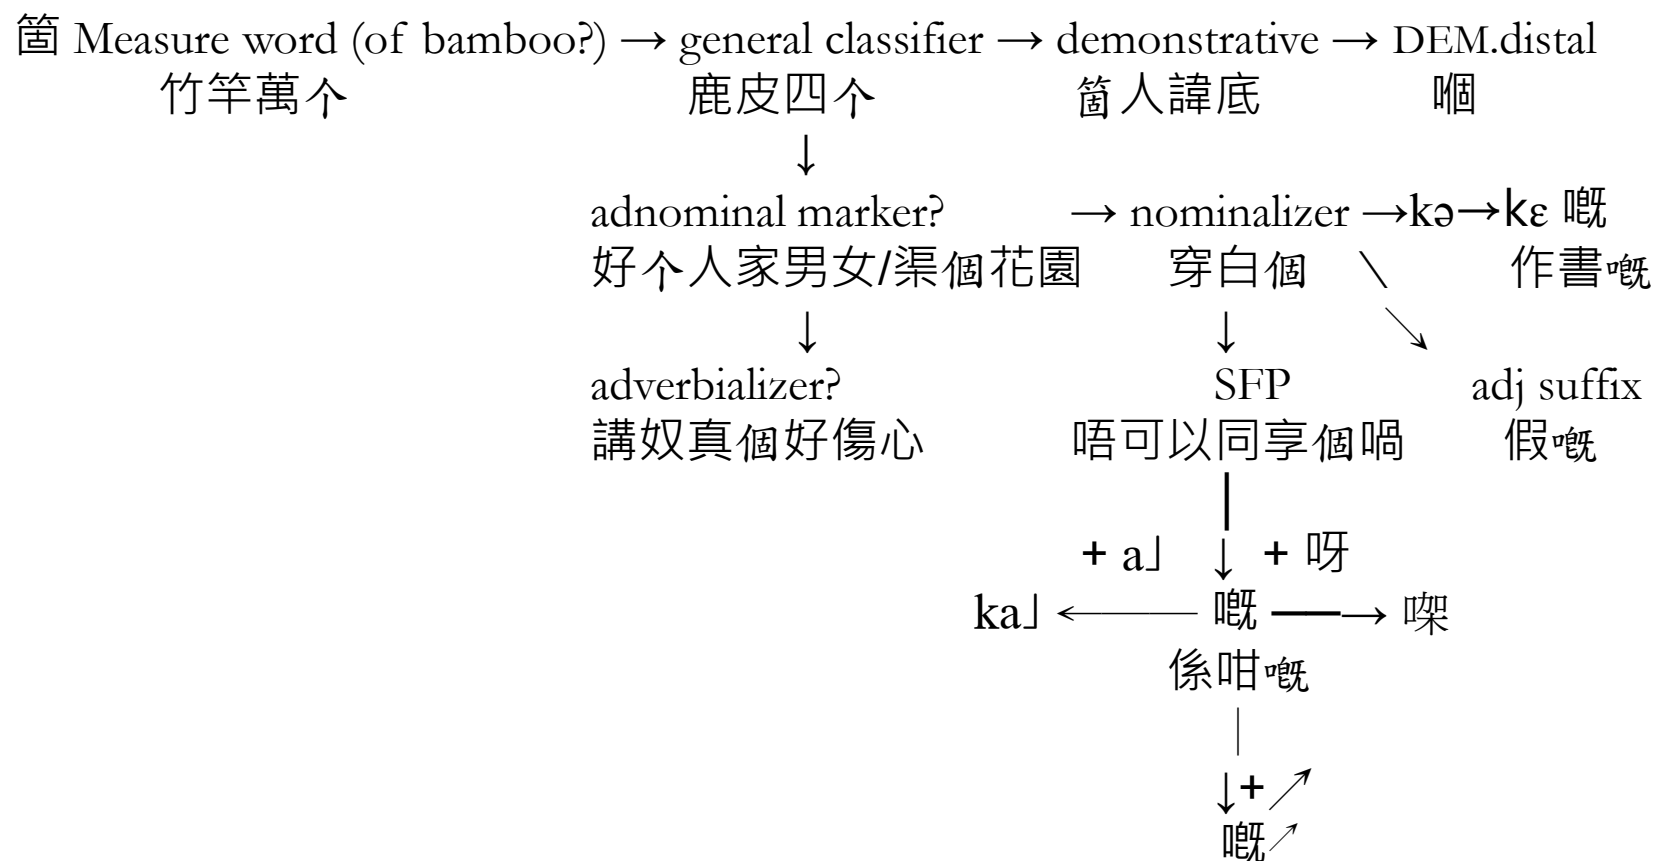 箇 Measure word (of bamboo?) → general classifier → demonstrative → DEM.distal
竹竿萬个 鹿皮四个 箇人諱底 嗰
↓
adnominal marker? → nominalizer →kə→kɛ 嘅
好个人家男女/渠個花園 穿白個 \ 作書嘅
↓ ↓ ↘
adverbializer? SFP adj suffix
講奴真個好傷心 唔可以同享個喎 假嘅
+ a˩ ↓ + 呀
ka˩ ← 嘅 → 㗎
係咁嘅
↓+↗
嘅↗